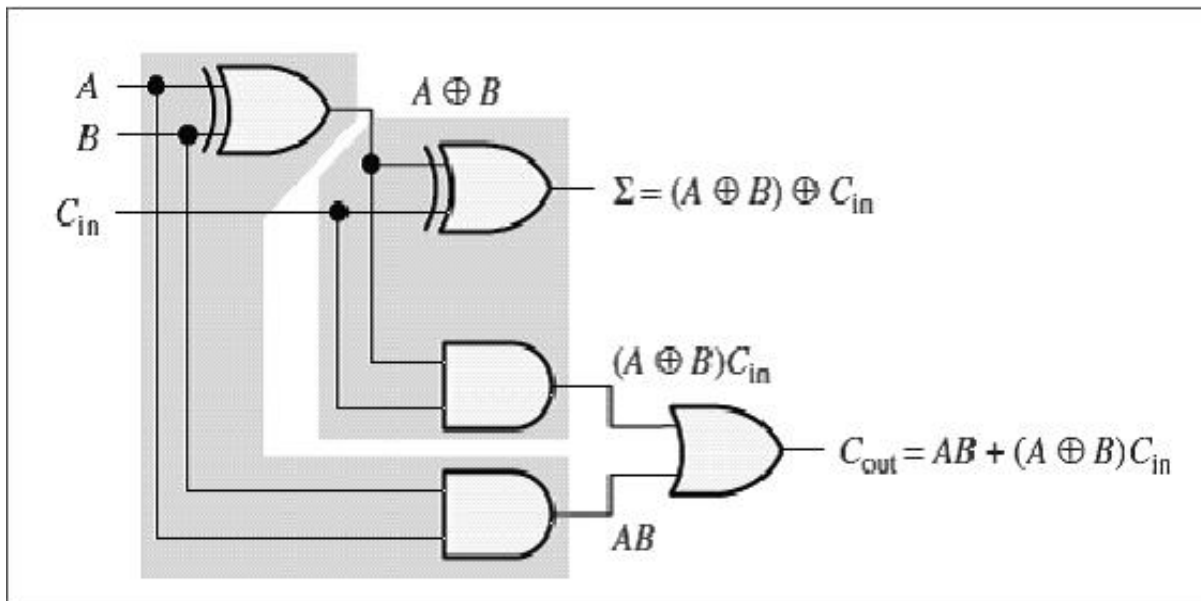 A
A ⊕ B
B
Σ = (A ⊕ B) ⊕ Cin
Cin
(A ⊕ B)Cin
Cout = AB + (A ⊕ B)Cin
AB